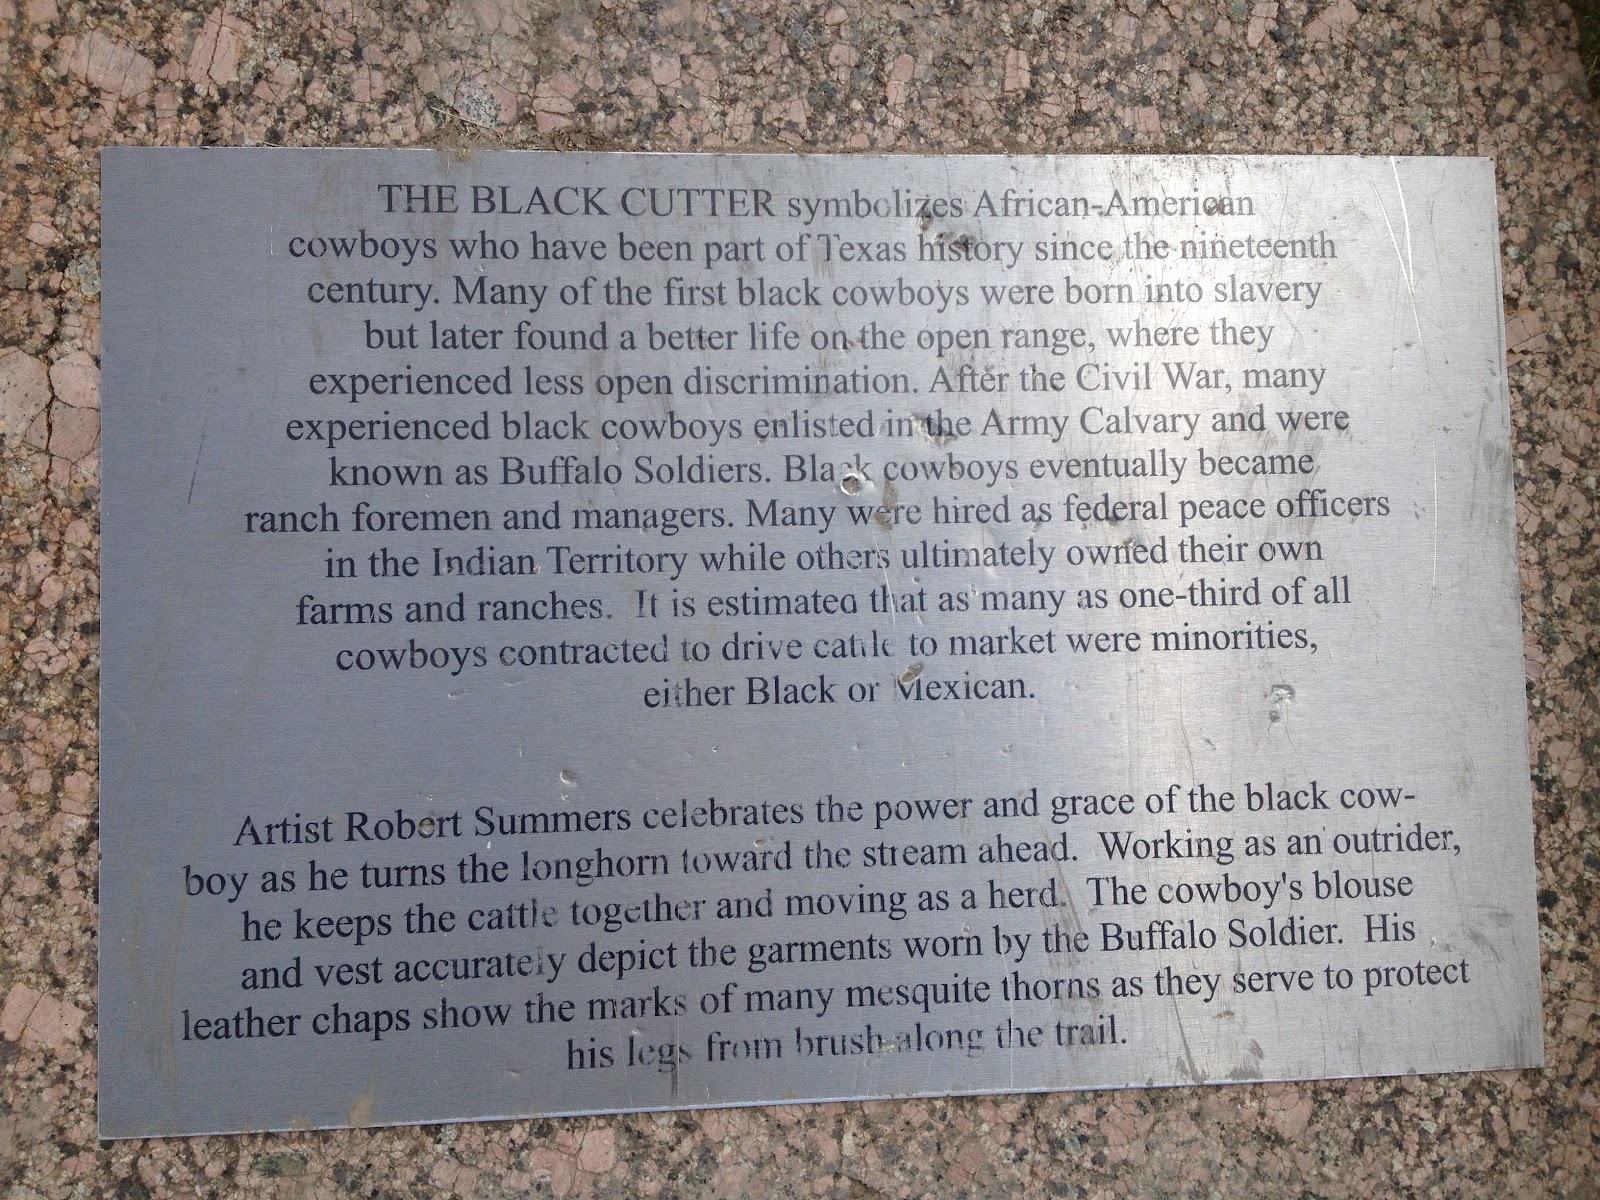 THE BLACK CUTTER symbolizes African-American
cowboys who have been part of Texas history since the nineteenth
century. Many of the first black cowboys were born into slavery
but later found a better life on the open range, where they
experienced less open discrimination. After the Civil War, many
experienced black cowboys enlisted in the Army Calvary and were
known as Buffalo Soldiers. Black cowboys eventually became
ranch foremen and managers. Many were hired as federal peace officers
in the Indian Territory while others ultimately owned their own
farms and ranches. It is estimated that as many as one-third of all
cowboys contracted to drive cattle to market were minorities,
either Black or Mexican.
Artist Robert Summers celebrates the power and grace of the black cow-
boy as he turns the longhorn toward the stream ahead. Working as an outrider,
he keeps the cattle together and moving as a herd. The cowboy's blouse
and vest accurately depict the garments worn by the Buffalo Soldier. His
leather chaps show the marks of many mesquite thorns as they serve to protect
his legs from brush along the trail.